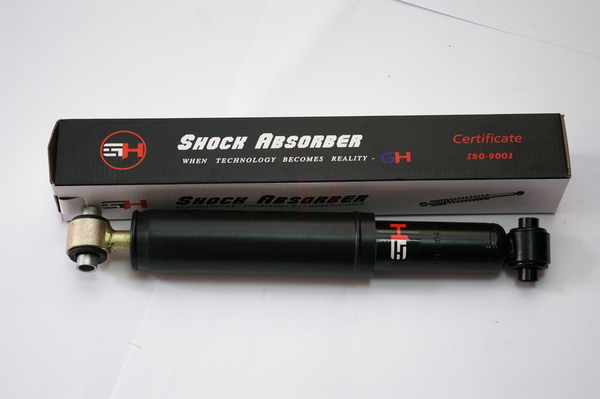 GH
SHOCK ABSORBER
WHEN TECHNOLOGY BECOMES REALITY - GH
Certificate
ISO-9001
SHOCK ABSORBER
GH